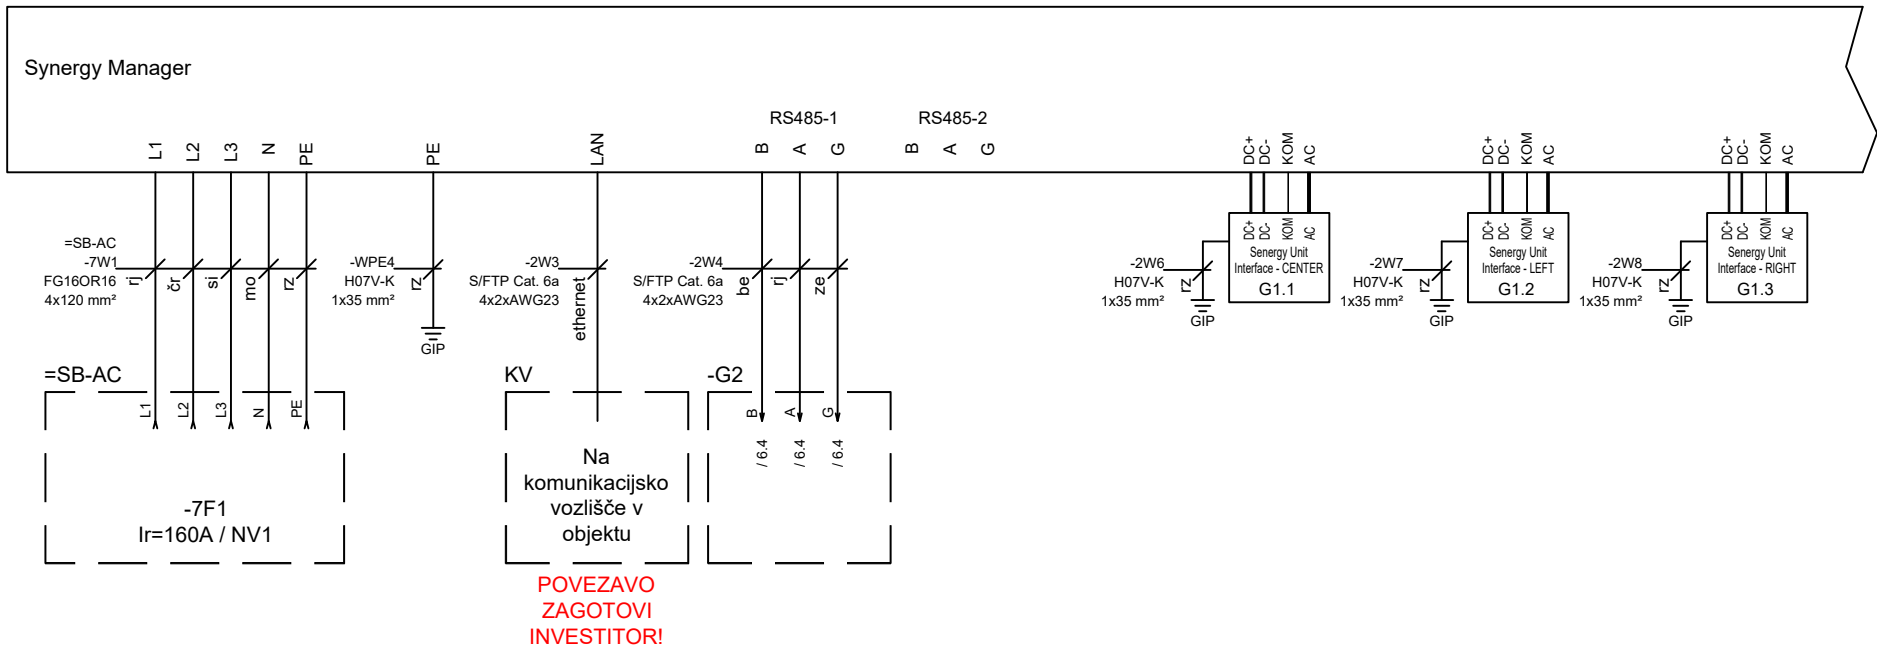 Synergy Manager
RS485-1
RS485-2
L1
L2
L3
N
PE
PE
LAN
B
A
G
B
A
G
DC+
DC-
KOM
AC
DC+
DC-
KOM
AC
DC+
DC-
KOM
AC
=SB-AC
-7W1
FG16OR16
4x120 mm²
rj
čr
si
mo
rz
-WPE4
H07V-K
1x35 mm²
rz
GIP
-2W3
S/FTP Cat. 6a
4x2xAWG23
ethernet
-2W4
S/FTP Cat. 6a
4x2xAWG23
be
rj
ze
-2W6
H07V-K
1x35 mm²
rz
GIP
DC+
DC-
KOM
AC
Senergy Unit
Interface - CENTER
G1.1
-2W7
H07V-K
1x35 mm²
rz
GIP
DC+
DC-
KOM
AC
Senergy Unit
Interface - LEFT
G1.2
-2W8
H07V-K
1x35 mm²
rz
GIP
DC+
DC-
KOM
AC
Senergy Unit
Interface - RIGHT
G1.3
=SB-AC
L1
L2
L3
N
PE
-7F1
Ir=160A / NV1
KV
Na
komunikacijsko
vozlišče v
objektu
POVEZAVO
ZAGOTOVI
INVESTITOR!
-G2
B
A
G
/ 6.4
/ 6.4
/ 6.4